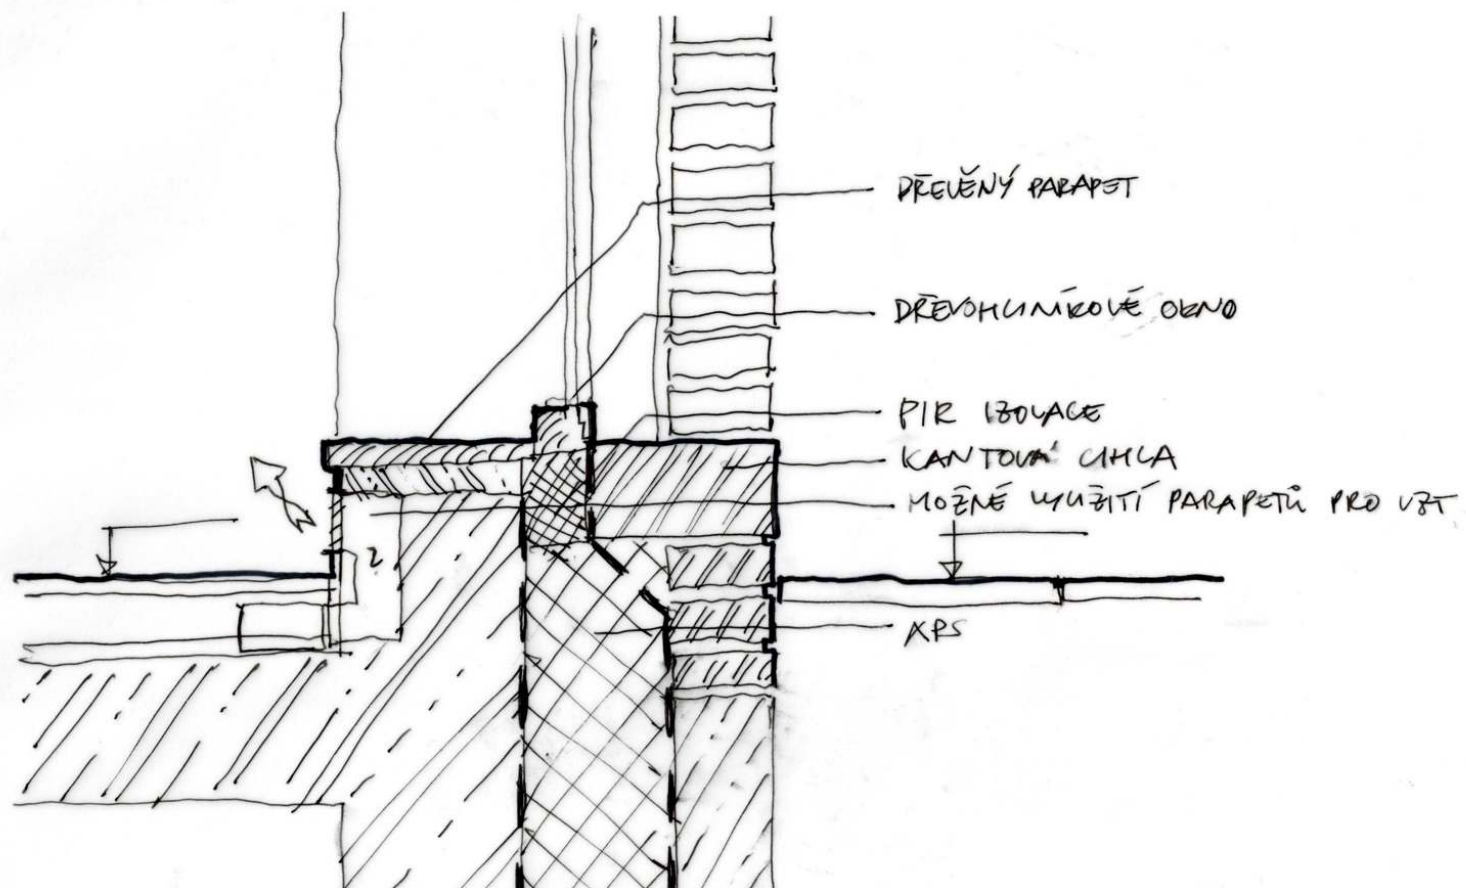 DŘEVĚNÝ PARAPET
DŘEVOHLINÍKOVÉ OKNO
PIR IZOLACE
KANTOVÁ CIHLA
MOŽNÉ VYUŽITÍ PARAPETŮ PRO VZT
?
XPS